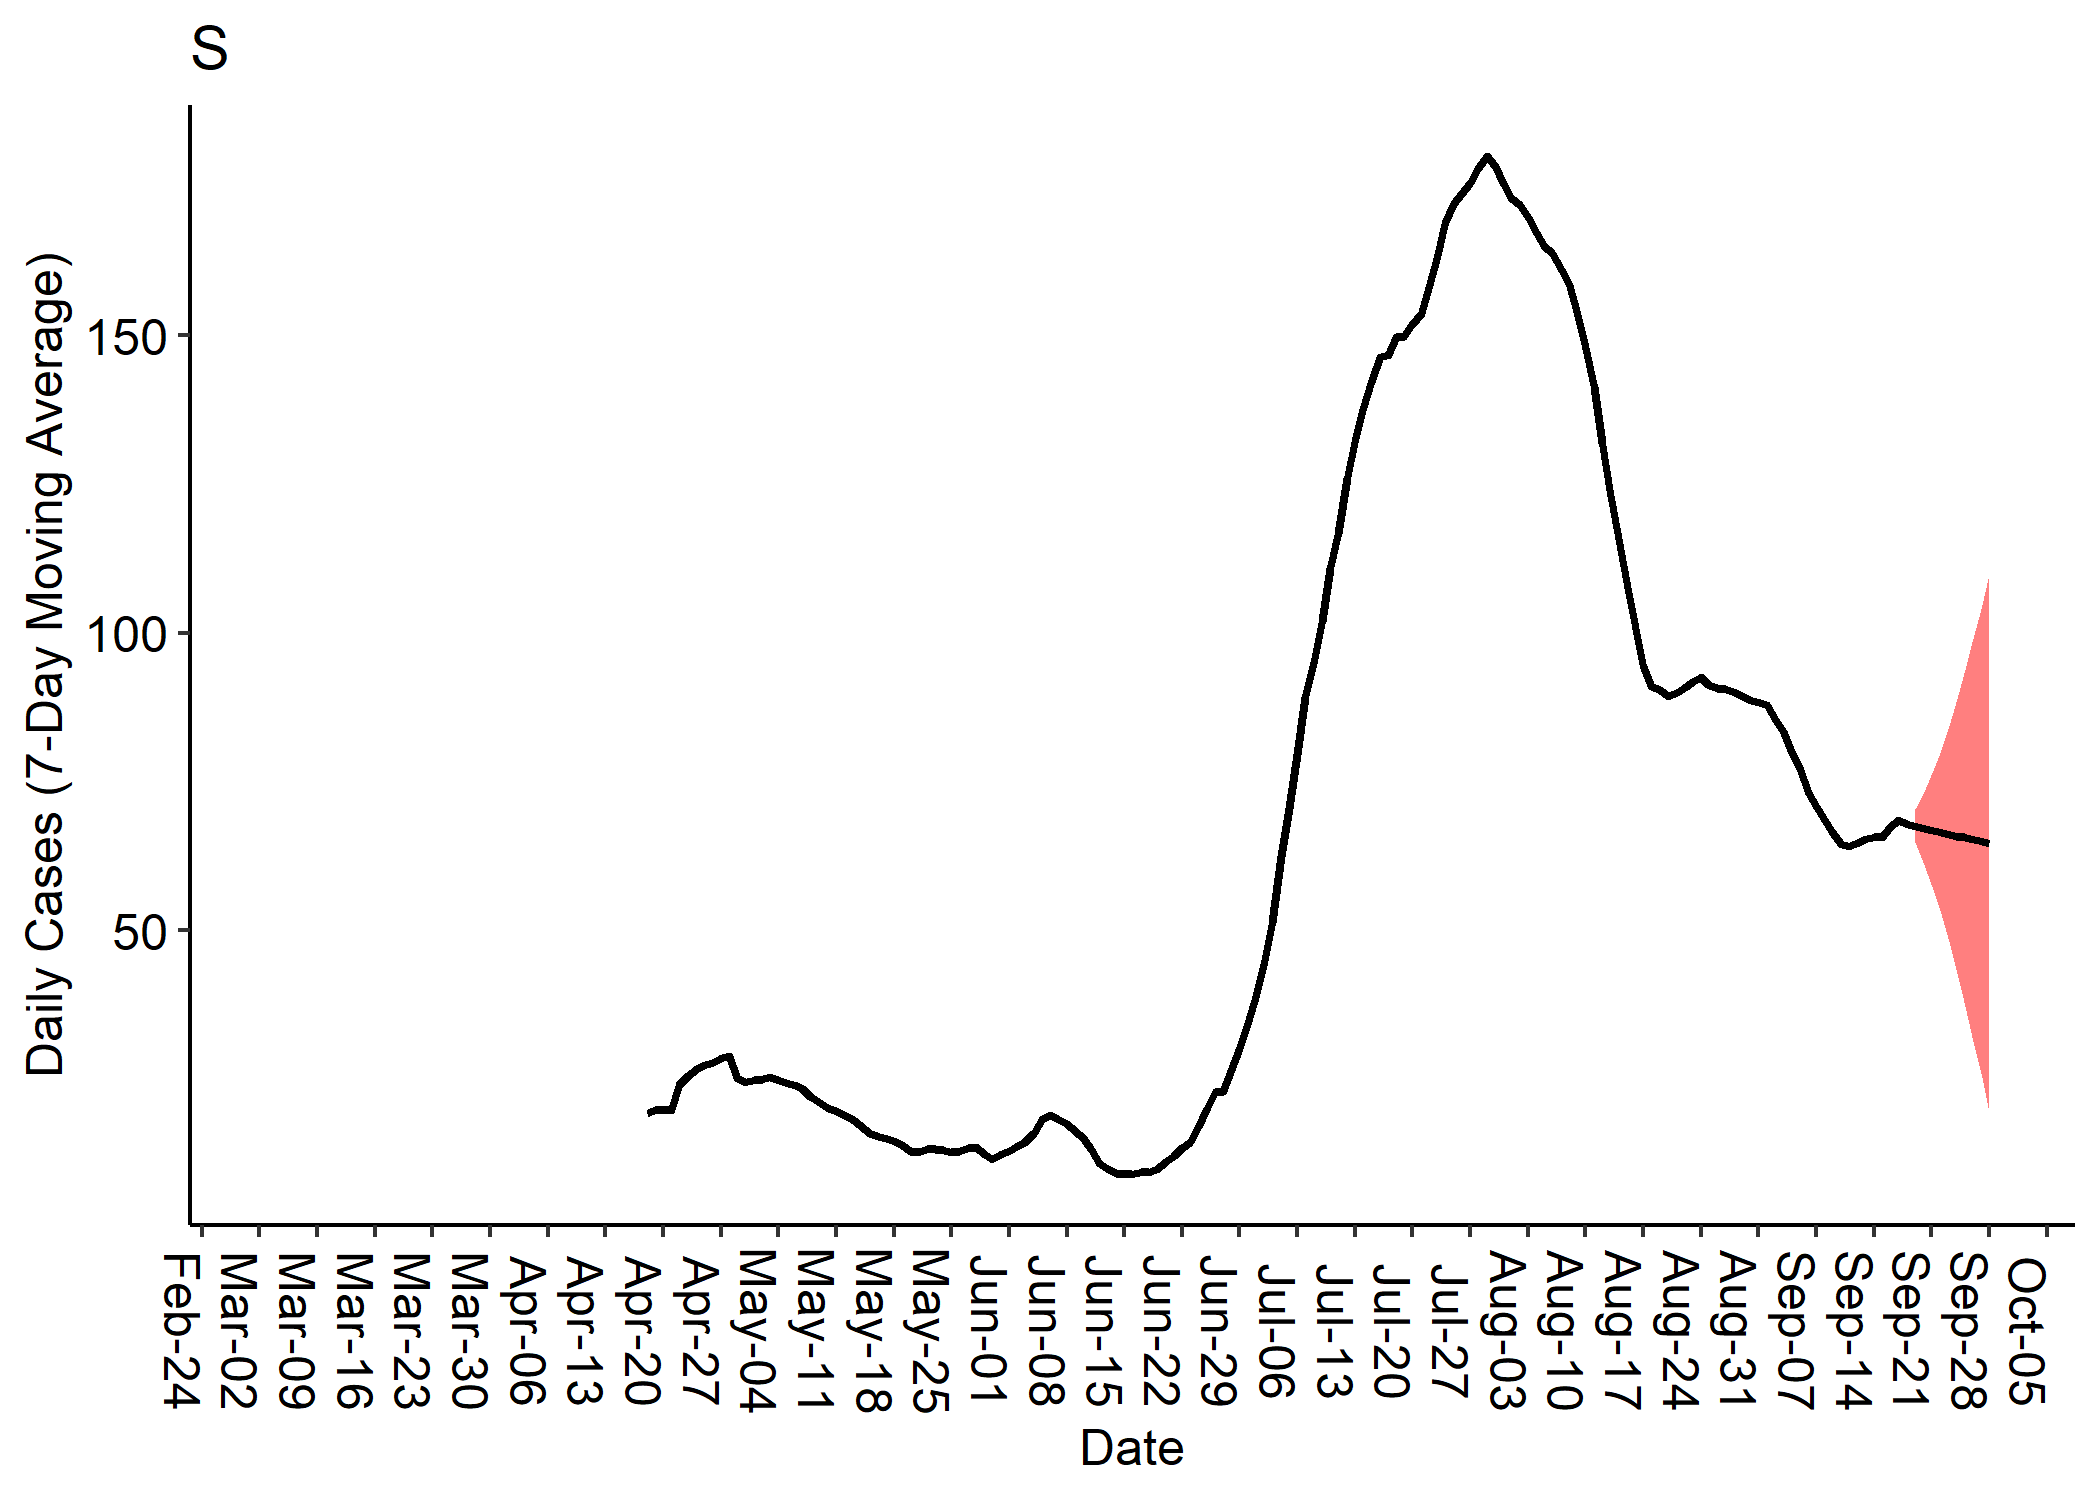 S
Daily Cases (7-Day Moving Average)
150
100
50
Feb-24
Mar-02
Mar-09
Mar-16
Mar-23
Mar-30
Apr-06
Apr-13
Apr-20
Apr-27
May-04
May-11
May-18
May-25
Jun-01
Jun-08
Jun-15
Jun-22
Jun-29
Jul-06
Jul-13
Jul-20
Jul-27
Aug-03
Aug-10
Aug-17
Aug-24
Aug-31
Sep-07
Sep-14
Sep-21
Sep-28
Oct-05
Date